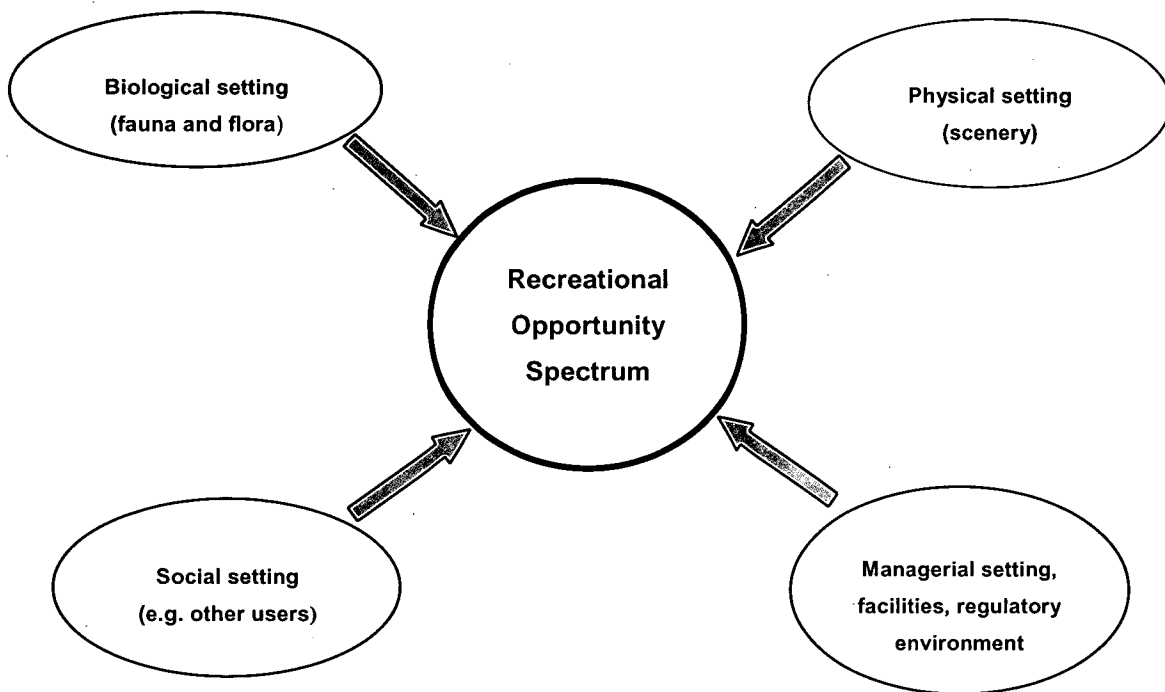 Biological setting
(fauna and flora)
Physical setting
(scenery)
Recreational
Opportunity
Spectrum
Social setting
(e.g. other users)
Managerial setting,
facilities, regulatory
environment